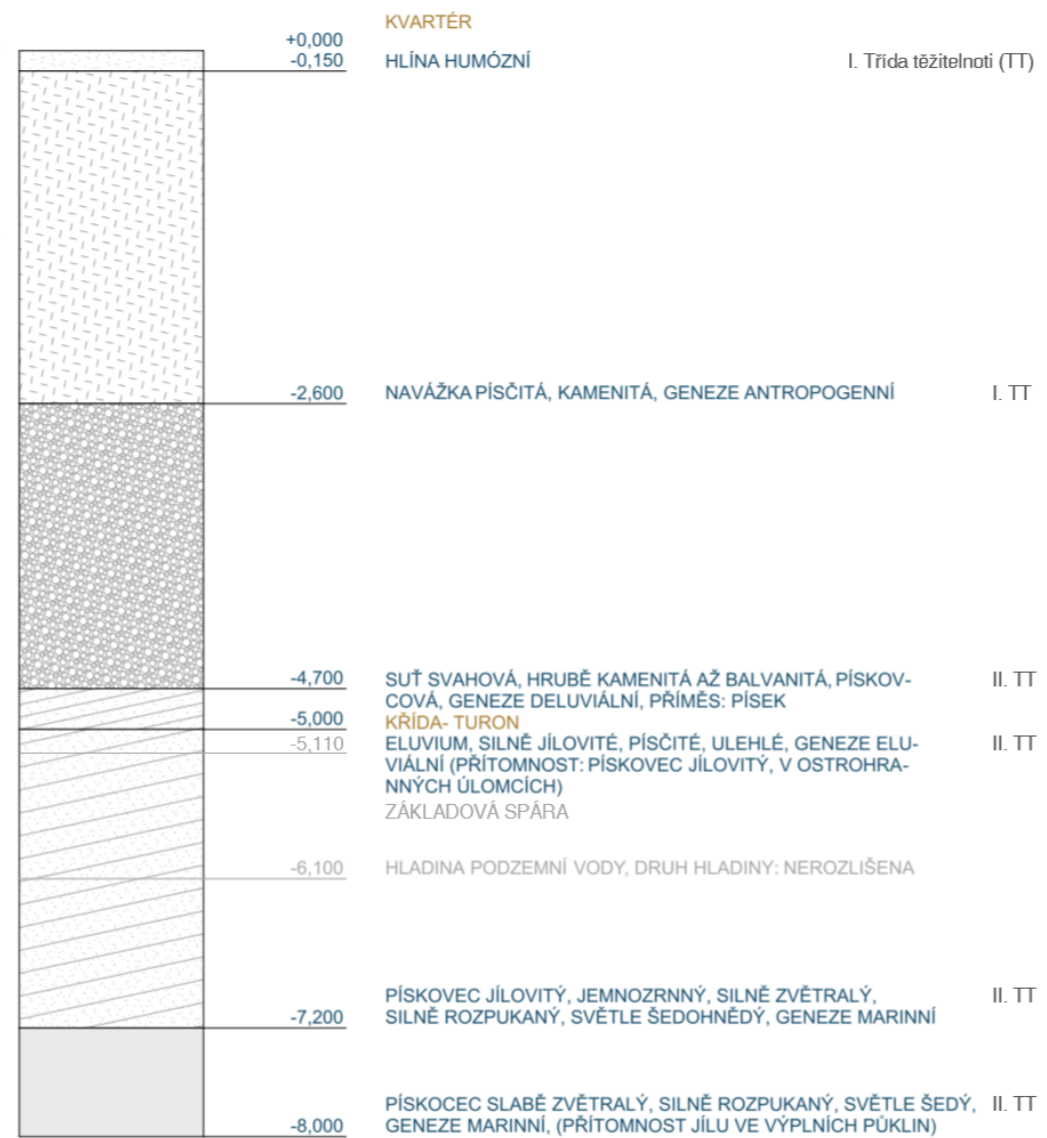 KVARTÉR
+0,000
-0,150 HLÍNA HUMÓZNÍ I. Třída těžitelnoti (TT)
-2,600 NAVÁŽKA PÍSČITÁ, KAMENITÁ, GENEZE ANTROPOGENNÍ I. TT
-4,700 SUŤ SVAHOVÁ, HRUBĚ KAMENITÁ AŽ BALVANITÁ, PÍSKOV- II. TT
COVÁ, GENEZE DELUVIÁLNÍ, PŘÍMĚS: PÍSEK
-5,000 KŘÍDA- TURON
-5,110 ELUVIUM, SILNĚ JÍLOVITÉ, PÍSČITÉ, ULEHLÉ, GENEZE ELU- II. TT
VIÁLNÍ (PŘÍTOMNOST: PÍSKOVEC JÍLOVITÝ, V OSTROHRA-
NNÝCH ÚLOMCÍCH)
ZÁKLADOVÁ SPÁRA
-6,100 HLADINA PODZEMNÍ VODY, DRUH HLADINY: NEROZLIŠENA
PÍSKOVEC JÍLOVITÝ, JEMNOZRNNÝ, SILNĚ ZVĚTRALÝ, II. TT
-7,200 SILNĚ ROZPUKANÝ, SVĚTLE ŠEDOHNĚDÝ, GENEZE MARINNÍ
PÍSKOCEC SLABĚ ZVĚTRALÝ, SILNĚ ROZPUKANÝ, SVĚTLE ŠEDÝ, II. TT
-8,000 GENEZE MARINNÍ, (PŘÍTOMNOST JÍLU VE VÝPLNÍCH PŮKLIN)